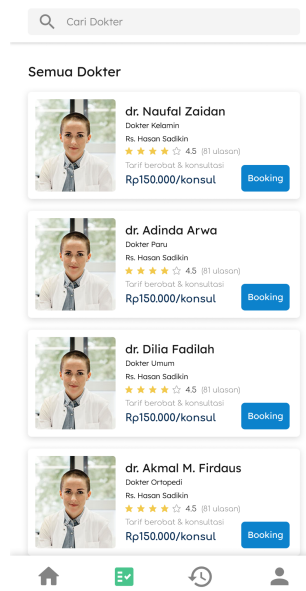 Cari Dokter
Semua Dokter
dr. Naufal Zaidan
Dokter Kelamin
Rs. Hasan Sadikin
4.5 (81 ulasan)
Tarif berobat & konsultasi
Rp150.000/konsul
Booking
dr. Adinda Arwa
Dokter Paru
Rs. Hasan Sadikin
4.5 (81 ulasan)
Tarif berobat & konsultasi
Rp150.000/konsul
Booking
dr. Dilia Fadilah
Dokter Umum
Rs. Hasan Sadikin
4.5 (81 ulasan)
Tarif berobat & konsultasi
Rp150.000/konsul
Booking
dr. Akmal M. Firdaus
Dokter Ortopedi
Rs. Hasan Sadikin
4.5 (81 ulasan)
Tarif berobat & konsultasi
Rp150.000/konsul
Booking